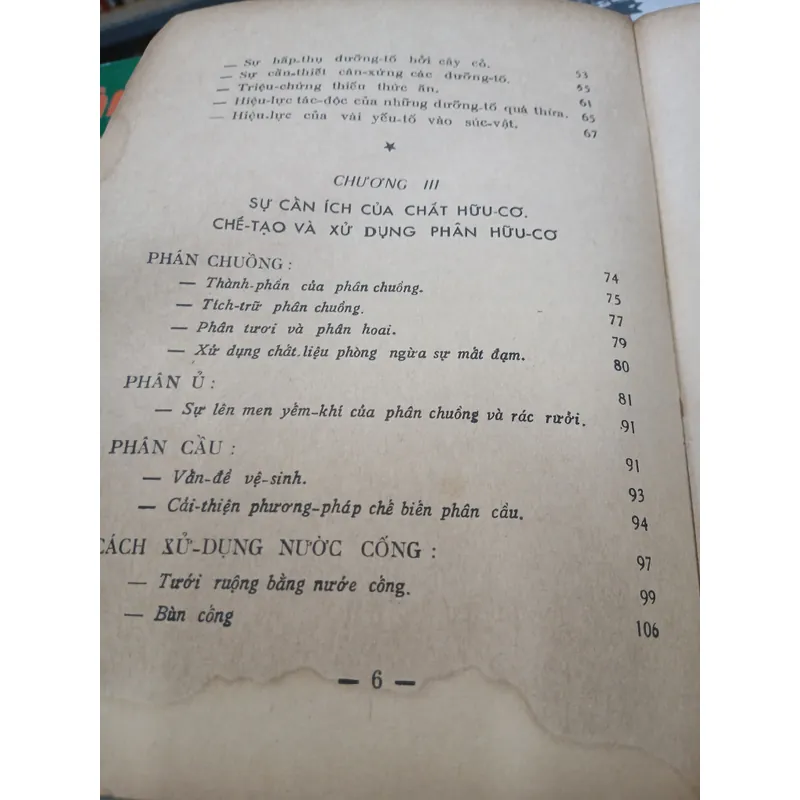 — Sự hấp-thụ dưỡng-tố bởi cây cỏ. 53
— Sự cần-thiết cân-xứng các dưỡng-tố. 55
— Triệu-chứng thiếu thức ăn. 61
— Hiệu-lực tác-độc của những dưỡng-tố quá thừa. 65
— Hiệu-lực của vài yếu-tố vào súc-vật. 67
CHƯƠNG III
SỰ CẦN ÍCH CỦA CHẤT HỮU-CƠ.
CHẾ-TẠO VÀ XỬ DỤNG PHÂN HỮU-CƠ
PHÂN CHUỒNG : 74
— Thành-phần của phân chuồng. 75
— Tích-trữ phân chuồng. 77
— Phân tươi và phân hoai. 79
— Xử dụng chất liệu phòng ngừa sự mất đạm. 80
PHÂN Ủ : 81
— Sự lên men yếm-khí của phân chuồng và rác rưởi. 91
PHÂN CẦU : 91
— Vấn-đề vệ-sinh. 93
— Cải-thiện phương-pháp chế biến phân cầu. 94
CÁCH XỬ-DỤNG NƯỚC CỐNG : 97
— Tưới ruộng bằng nước cống. 99
— Bùn cống 106
— 6 —